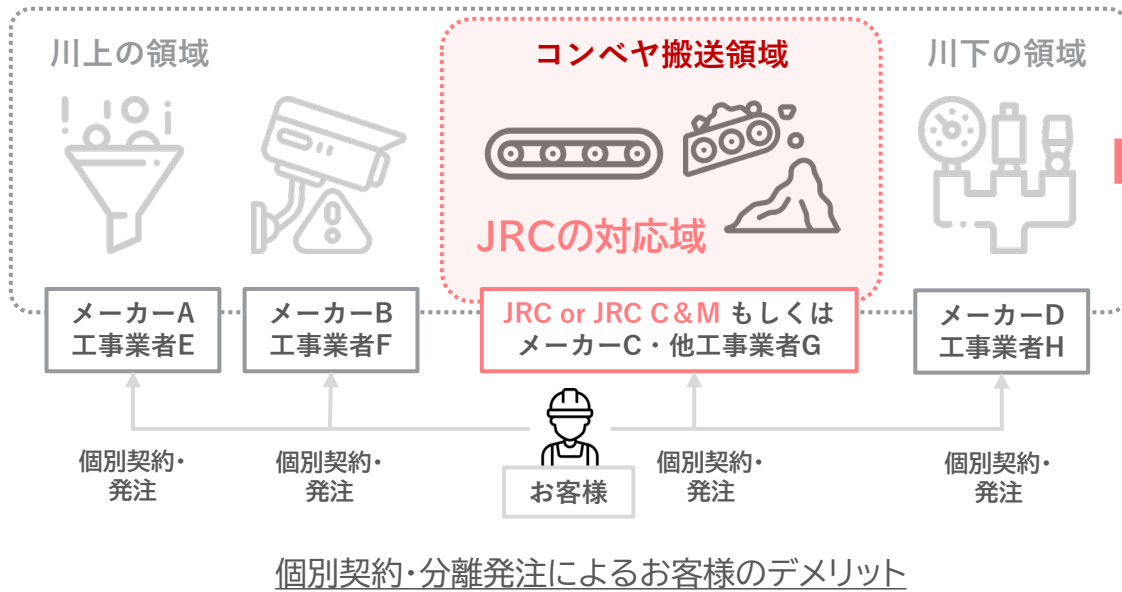 川上の領域
コンベヤ搬送領域
川下の領域
JRCの対応域
メーカーA
工事業者E
メーカーB
工事業者F
JRC or JRC C&M もしくは
メーカーC・他工事業者G
メーカーD
工事業者H
個別契約・
発注
個別契約・
発注
お客様
個別契約・
発注
個別契約・
発注
個別契約・分離発注によるお客様のデメリット